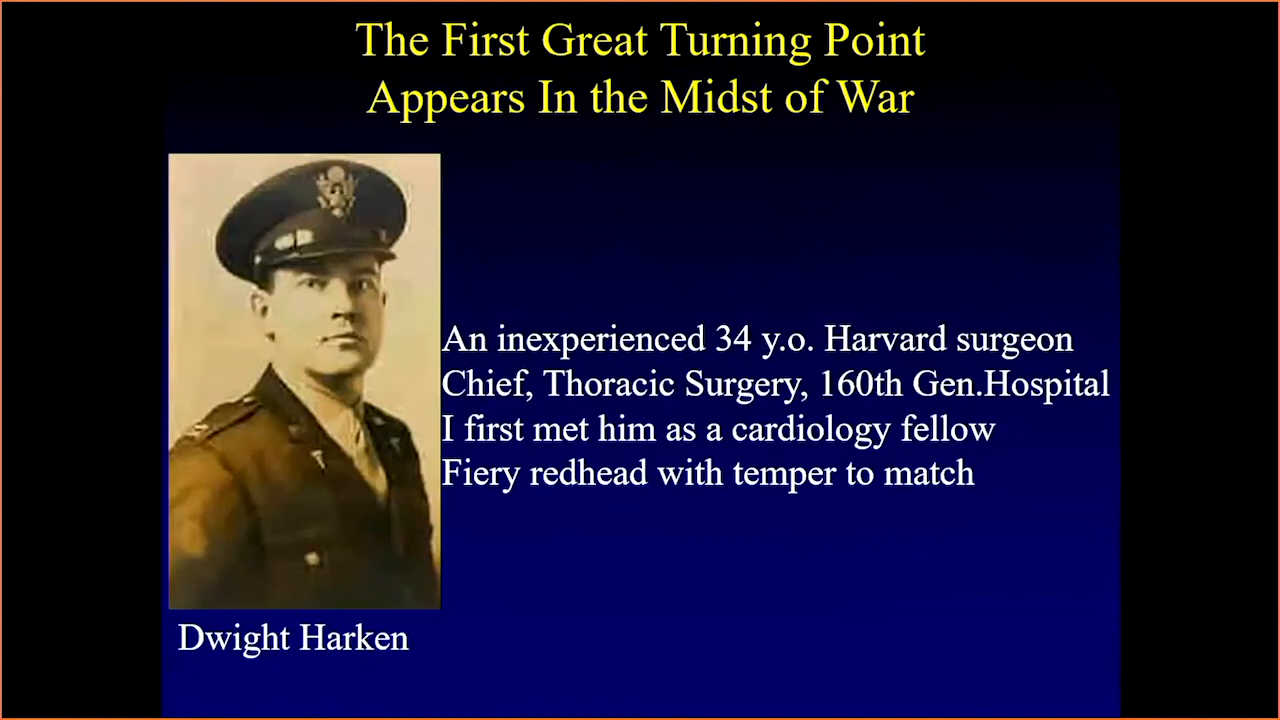 The First Great Turning Point
Appears In the Midst of War
An inexperienced 34 y.o. Harvard surgeon
Chief, Thoracic Surgery, 160th Gen.Hospital
I first met him as a cardiology fellow
Fiery redhead with temper to match
Dwight Harken